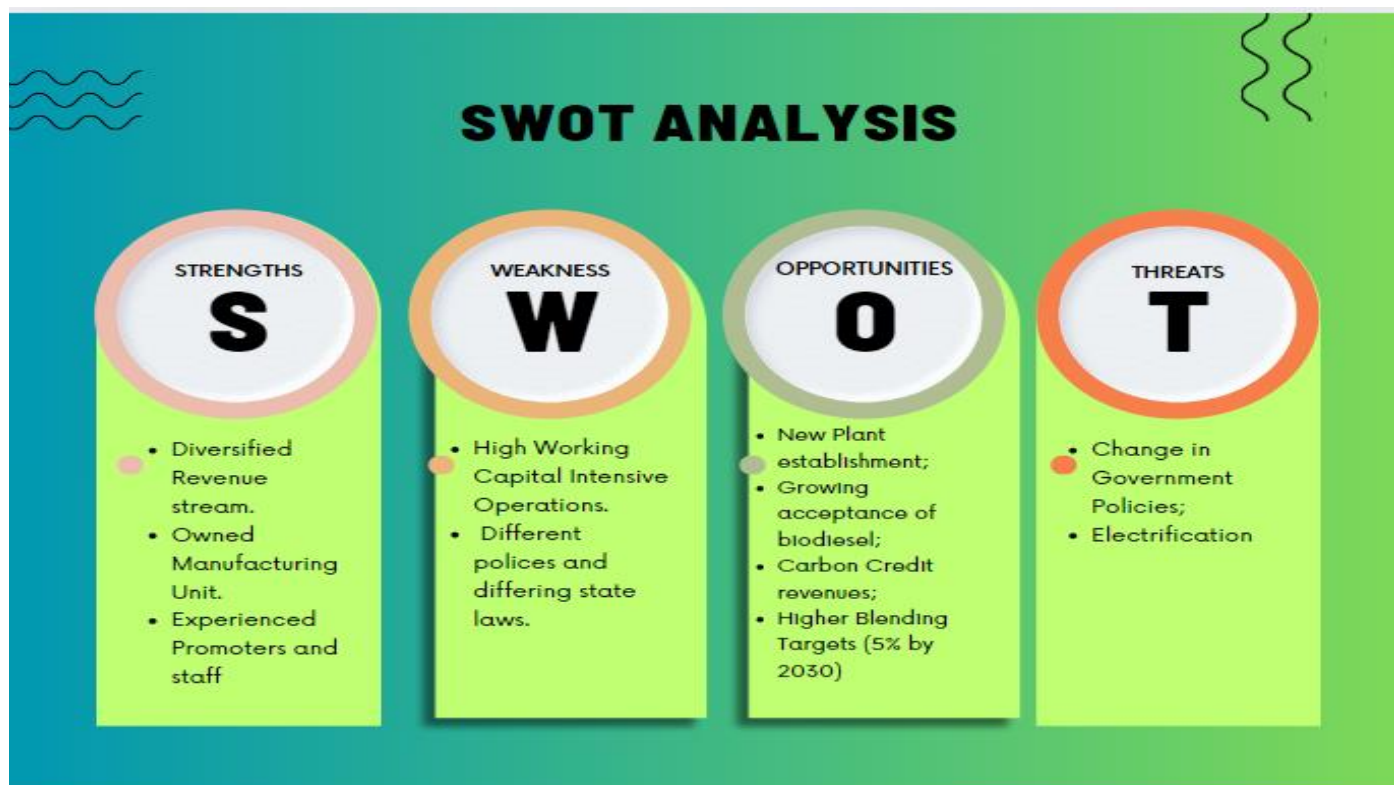 SWOT ANALYSIS
STRENGTHS
S
• Diversified
Revenue
stream.
• Owned
Manufacturing
Unit.
• Experienced
Promoters and
staff
WEAKNESS
W
• High Working
Capital Intensive
Operations.
• Different
polices and
differing state
laws.
OPPORTUNITIES
O
• New Plant
establishment;
• Growing
acceptance of
biodiesel;
• Carbon Credit
revenues;
• Higher Blending
Targets (5% by
2030)
THREATS
T
• Change in
Government
Policies;
• Electrification